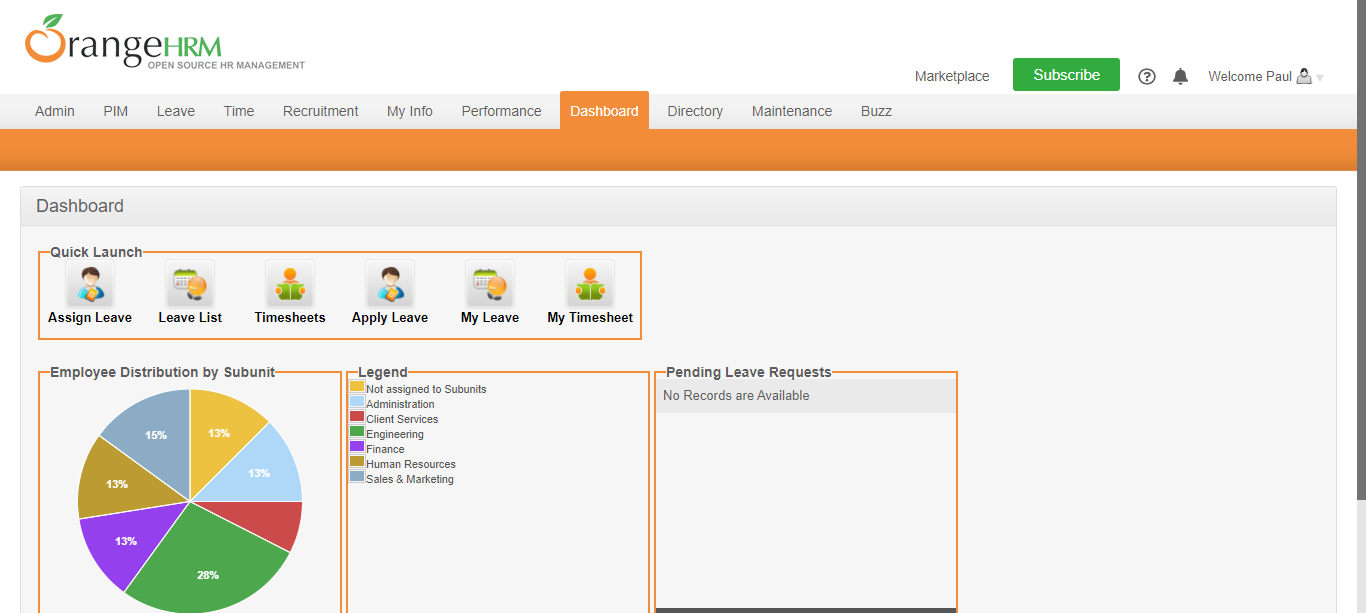 OrangeHRM
OPEN SOURCE HR MANAGEMENT
Marketplace
Subscribe
?
Welcome Paul
Admin PIM Leave Time Recruitment My Info Performance Dashboard Directory Maintenance Buzz
Dashboard
Quick Launch
Assign Leave Leave List Timesheets Apply Leave My Leave My Timesheet
Employee Distribution by Subunit
13%
15%
13%
13%
13%
28%
Legend
Not assigned to Subunits
Administration
Client Services
Engineering
Finance
Human Resources
Sales & Marketing
Pending Leave Requests
No Records are Available